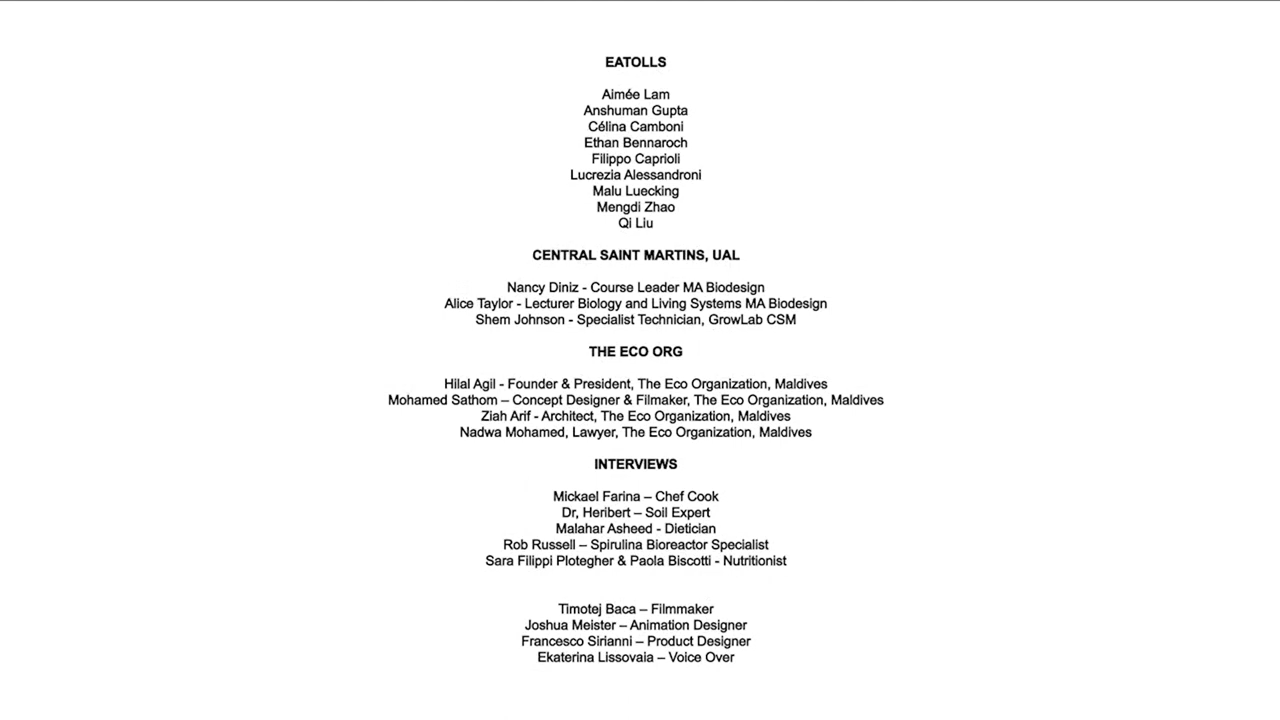 EATOLLS
Aimée Lam
Anshuman Gupta
Célina Camboni
Ethan Bennaroch
Filippo Caprioli
Lucrezia Alessandroni
Malu Luecking
Mengdi Zhao
Qi Liu
CENTRAL SAINT MARTINS, UAL
Nancy Diniz - Course Leader MA Biodesign
Alice Taylor - Lecturer Biology and Living Systems MA Biodesign
Shem Johnson - Specialist Technician, GrowLab CSM
THE ECO ORG
Hilal Agil - Founder & President, The Eco Organization, Maldives
Mohamed Sathom – Concept Designer & Filmaker, The Eco Organization, Maldives
Ziah Arif - Architect, The Eco Organization, Maldives
Nadwa Mohamed, Lawyer, The Eco Organization, Maldives
INTERVIEWS
Mickael Farina – Chef Cook
Dr, Heribert – Soil Expert
Malahar Asheed - Dietician
Rob Russell – Spirulina Bioreactor Specialist
Sara Filippi Plotegher & Paola Biscotti - Nutritionist
Timotej Baca – Filmmaker
Joshua Meister – Animation Designer
Francesco Sirianni – Product Designer
Ekaterina Lissovaia – Voice Over